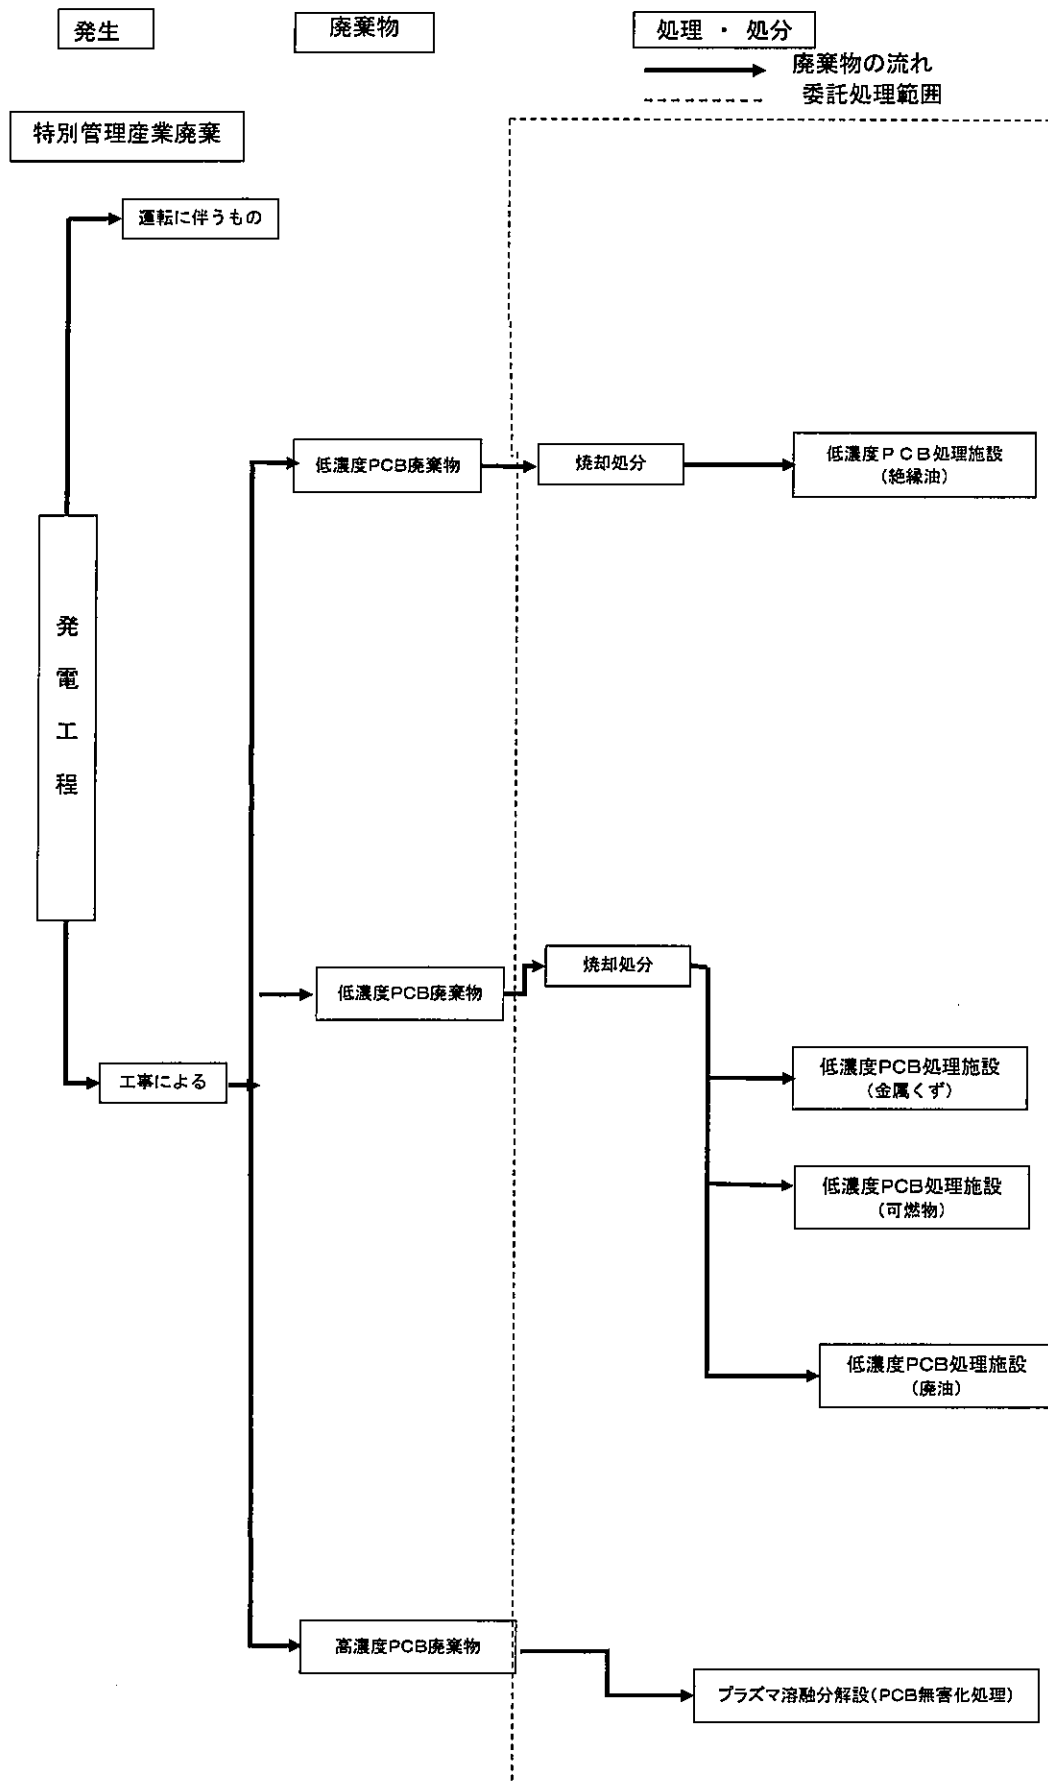 発生
廃棄物
処理 ・ 処分
廃棄物の流れ
委託処理範囲
特別管理産業廃棄
運転に伴うもの
低濃度PCB廃棄物
焼却処分
低濃度PCB処理施設
(絶縁油)
発
電
工
程
低濃度PCB廃棄物
焼却処分
工事による
低濃度PCB処理施設
(金属くず)
低濃度PCB処理施設
(可燃物)
低濃度PCB処理施設
(廃油)
高濃度PCB廃棄物
プラズマ溶融分解設(PCB無害化処理)